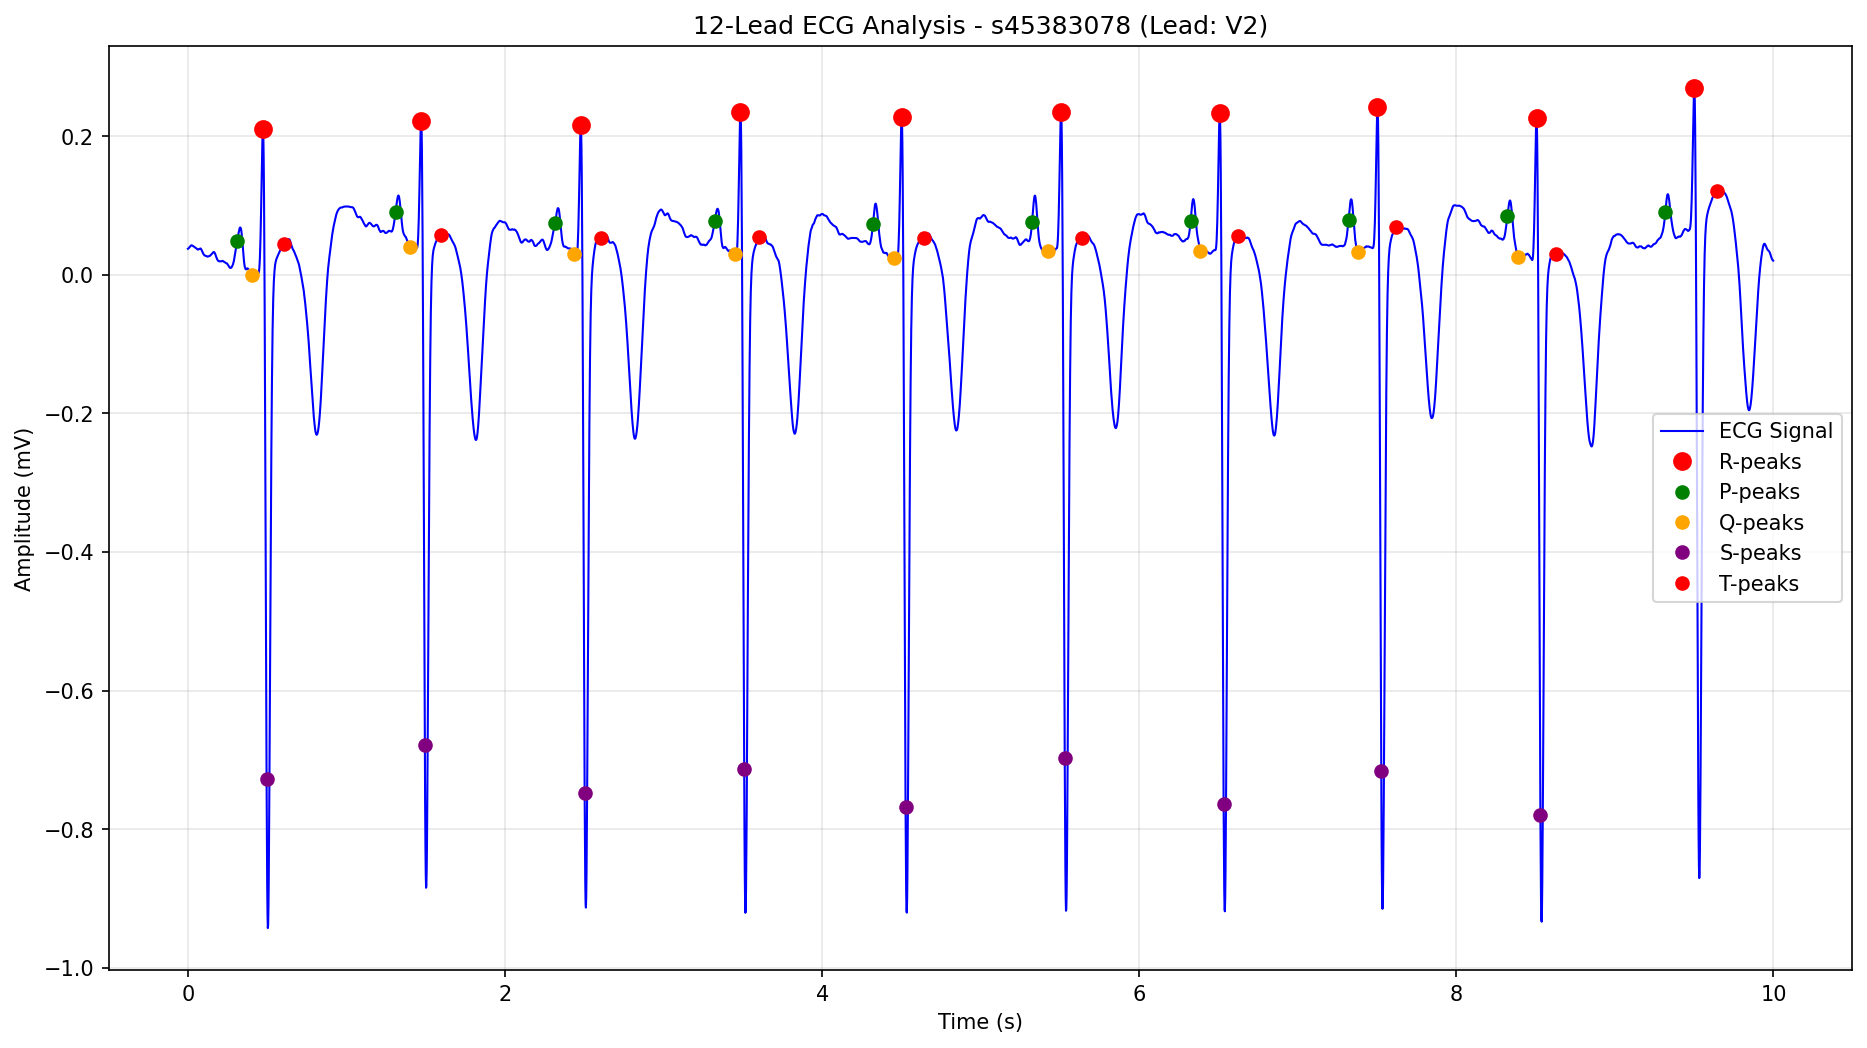 12-Lead ECG Analysis - s45383078 (Lead: V2)
Amplitude (mV)
0.2
0.0
−0.2
−0.4
−0.6
−0.8
−1.0
ECG Signal
R-peaks
P-peaks
Q-peaks
S-peaks
T-peaks
0 2 4 6 8 10
Time (s)